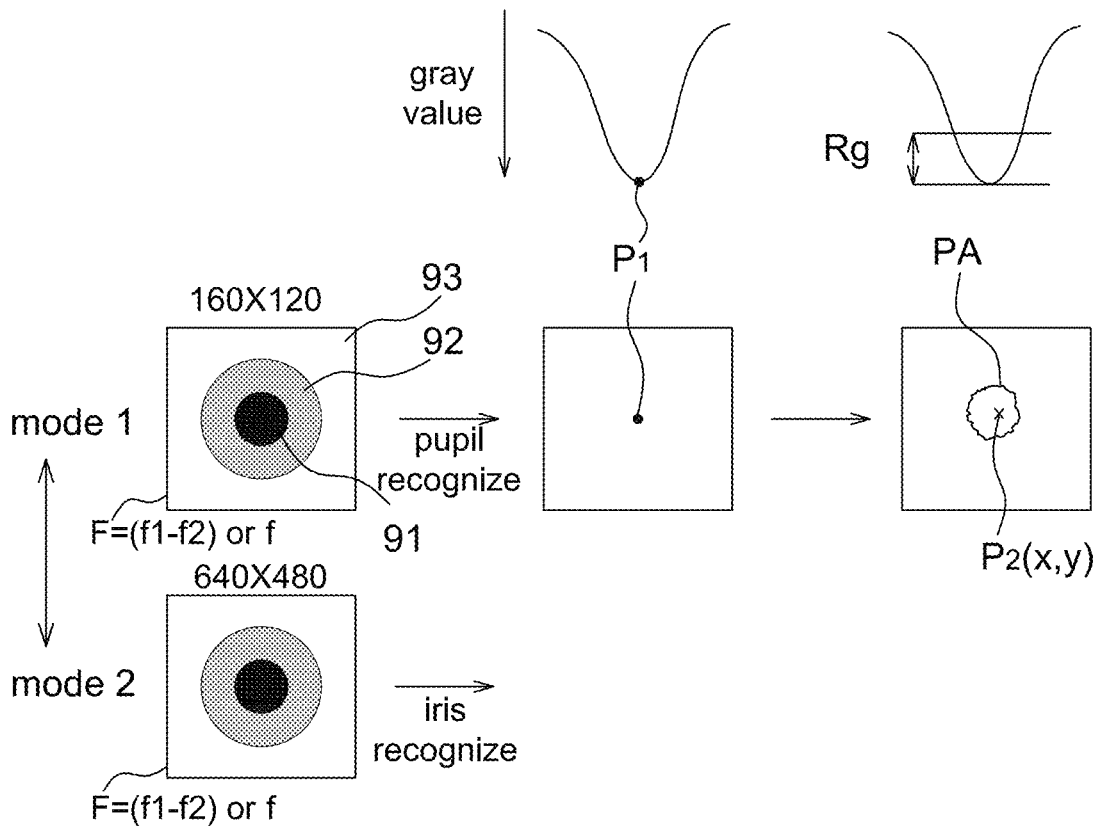 gray
value
Rg
P1
PA
160X120
93
92
mode 1
pupil
recognize
F=(f1-f2) or f
91
P2(x,y)
640X480
mode 2
iris
recognize
F=(f1-f2) or f